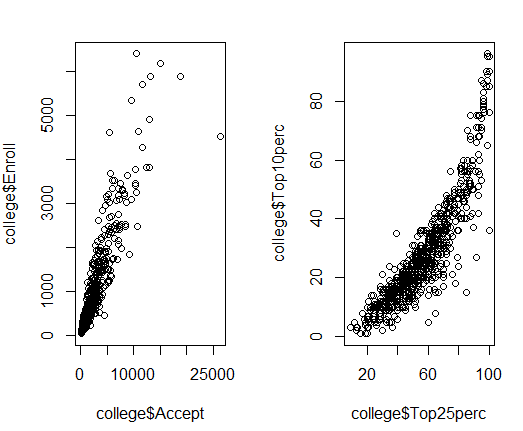 college$Enroll
0 1000 3000 5000
0 10000 25000
college$Accept
college$Top10perc
0 20 40 60 80
20 60 100
college$Top25perc